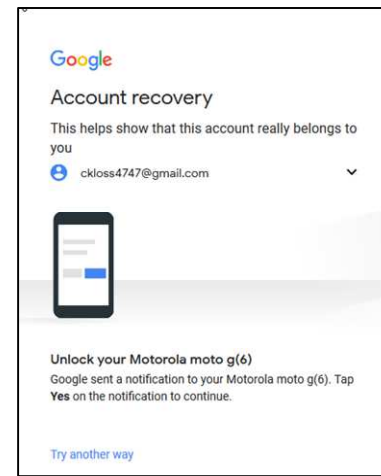 Google
Account recovery
This helps show that this account really belongs to
you
ckloss4747@gmail.com
Unlock your Motorola moto g(6)
Google sent a notification to your Motorola moto g(6). Tap
Yes on the notification to continue.
Try another way